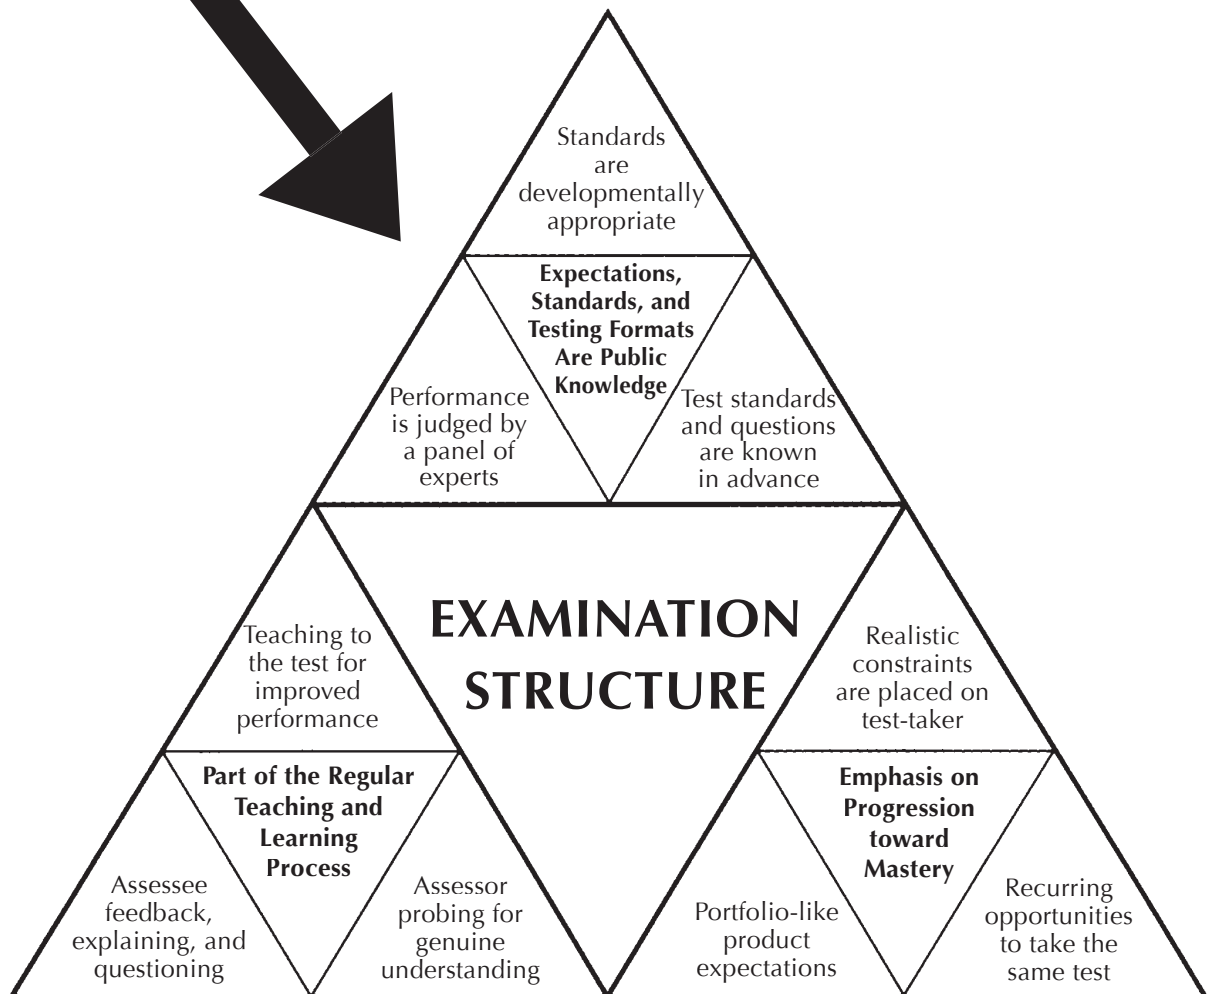 Standards
are
developmentally
appropriate
Expectations,
Standards, and
Testing Formats
Are Public
Knowledge
Performance
is judged by
a panel of
experts
Test standards
and questions
are known
in advance
EXAMINATION
STRUCTURE
Teaching to
the test for
improved
performance
Realistic
constraints
are placed on
test-taker
Part of the Regular
Teaching and
Learning
Process
Emphasis on
Progression
toward
Mastery
Assessee
feedback,
explaining, and
questioning
Assessor
probing for
genuine
understanding
Portfolio-like
product
expectations
Recurring
opportunities
to take the
same test